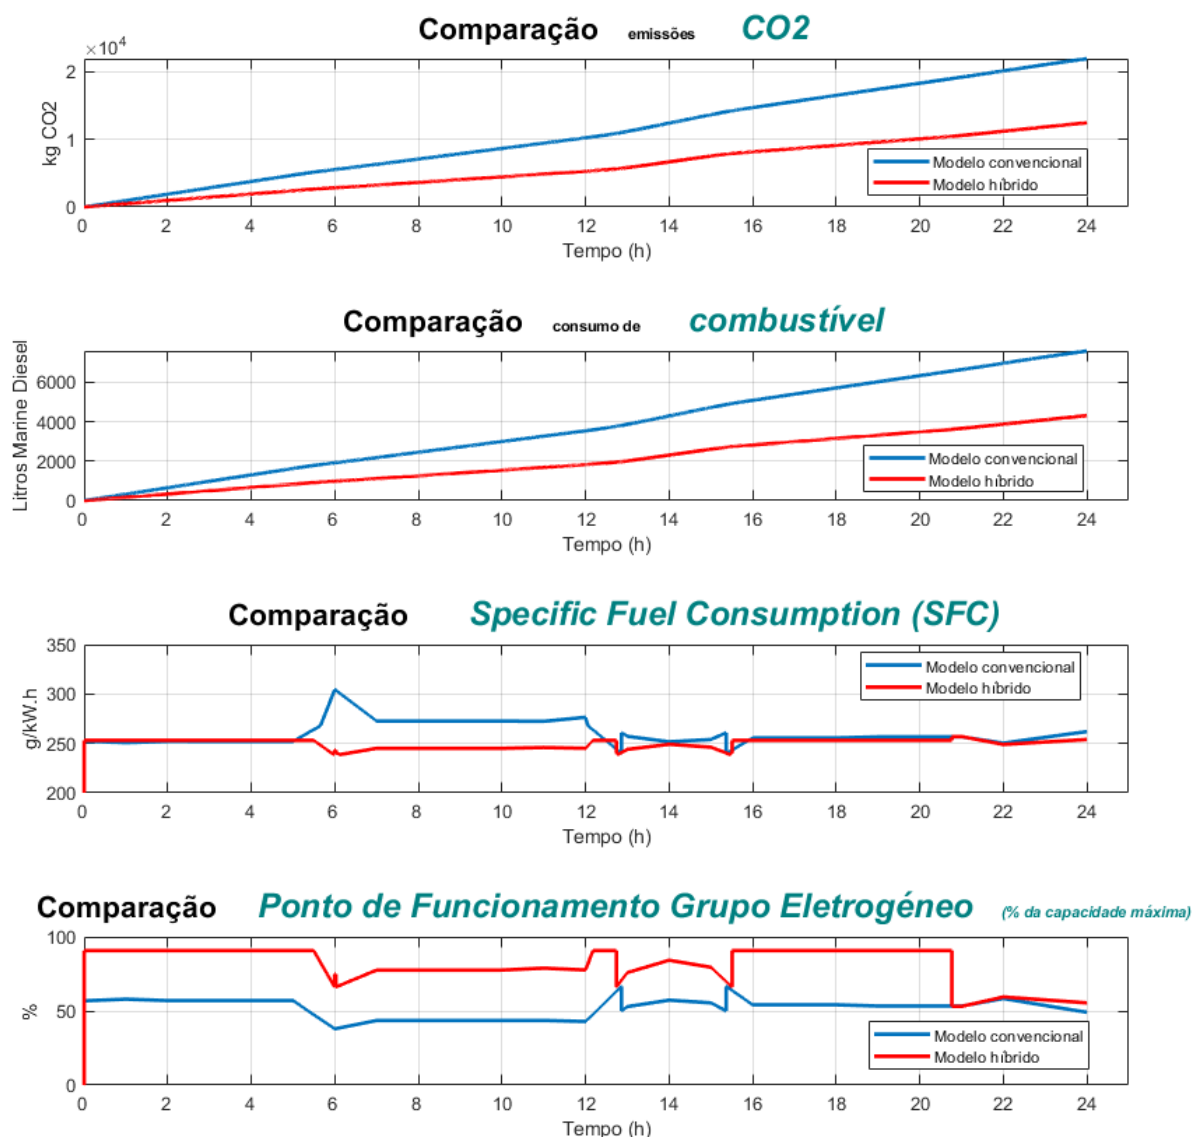 Comparação emissões CO2
×10⁴
2
1
0
kg CO2
0 2 4 6 8 10 12 14 16 18 20 22 24
Tempo (h)
Modelo convencional
Modelo híbrido
Comparação consumo de combustível
6000
4000
2000
0
Litros Marine Diesel
0 2 4 6 8 10 12 14 16 18 20 22 24
Tempo (h)
Modelo convencional
Modelo híbrido
Comparação Specific Fuel Consumption (SFC)
350
300
250
200
g/kW.h
0 2 4 6 8 10 12 14 16 18 20 22 24
Tempo (h)
Modelo convencional
Modelo híbrido
Comparação Ponto de Funcionamento Grupo Eletrogéneo (% da capacidade máxima)
100
50
0
%
0 2 4 6 8 10 12 14 16 18 20 22 24
Tempo (h)
Modelo convencional
Modelo híbrido